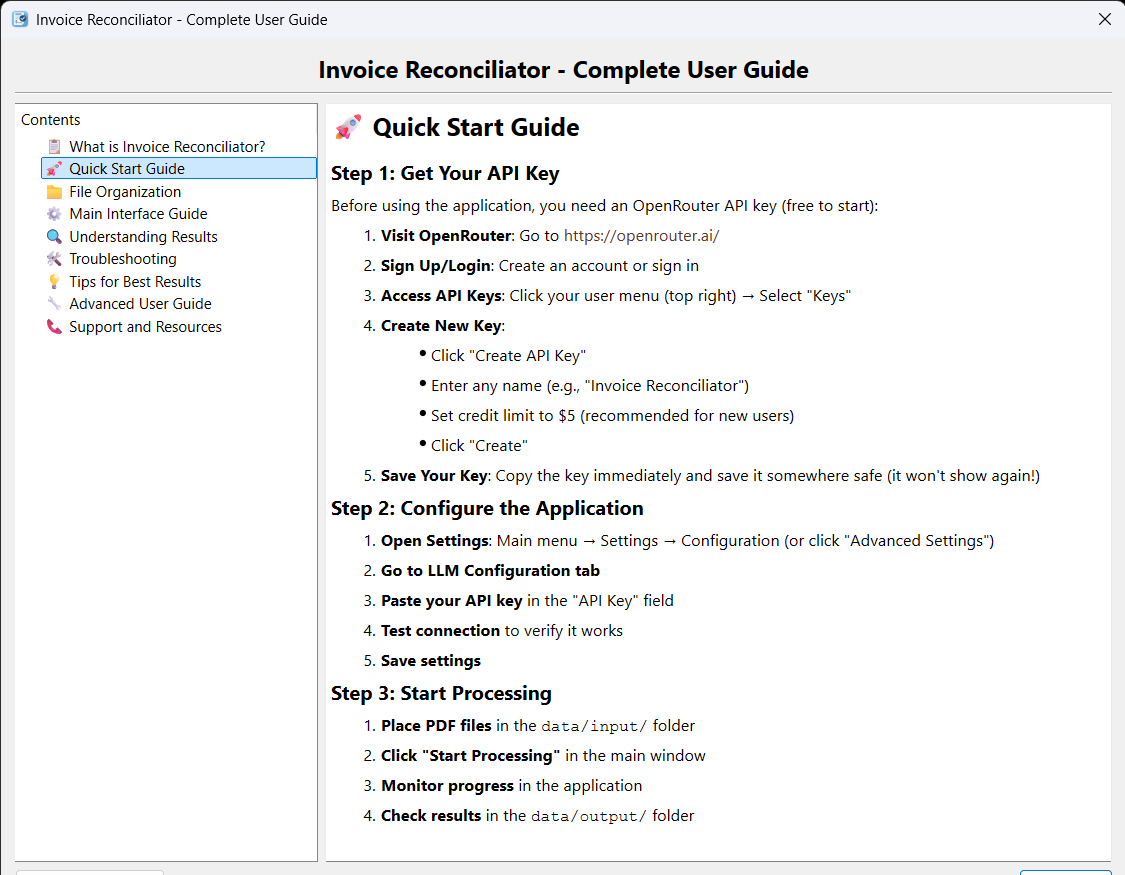 Invoice Reconciliator - Complete User Guide
Invoice Reconciliator - Complete User Guide
Contents
What is Invoice Reconciliator?
Quick Start Guide
File Organization
Main Interface Guide
Understanding Results
Troubleshooting
Tips for Best Results
Advanced User Guide
Support and Resources
🚀 Quick Start Guide
Step 1: Get Your API Key
Before using the application, you need an OpenRouter API key (free to start):
1. Visit OpenRouter: Go to https://openrouter.ai/
2. Sign Up/Login: Create an account or sign in
3. Access API Keys: Click your user menu (top right) → Select "Keys"
4. Create New Key:
• Click "Create API Key"
• Enter any name (e.g., "Invoice Reconciliator")
• Set credit limit to $5 (recommended for new users)
• Click "Create"
5. Save Your Key: Copy the key immediately and save it somewhere safe (it won't show again!)
Step 2: Configure the Application
1. Open Settings: Main menu → Settings → Configuration (or click "Advanced Settings")
2. Go to LLM Configuration tab
3. Paste your API key in the "API Key" field
4. Test connection to verify it works
5. Save settings
Step 3: Start Processing
1. Place PDF files in the data/input/ folder
2. Click "Start Processing" in the main window
3. Monitor progress in the application
4. Check results in the data/output/ folder